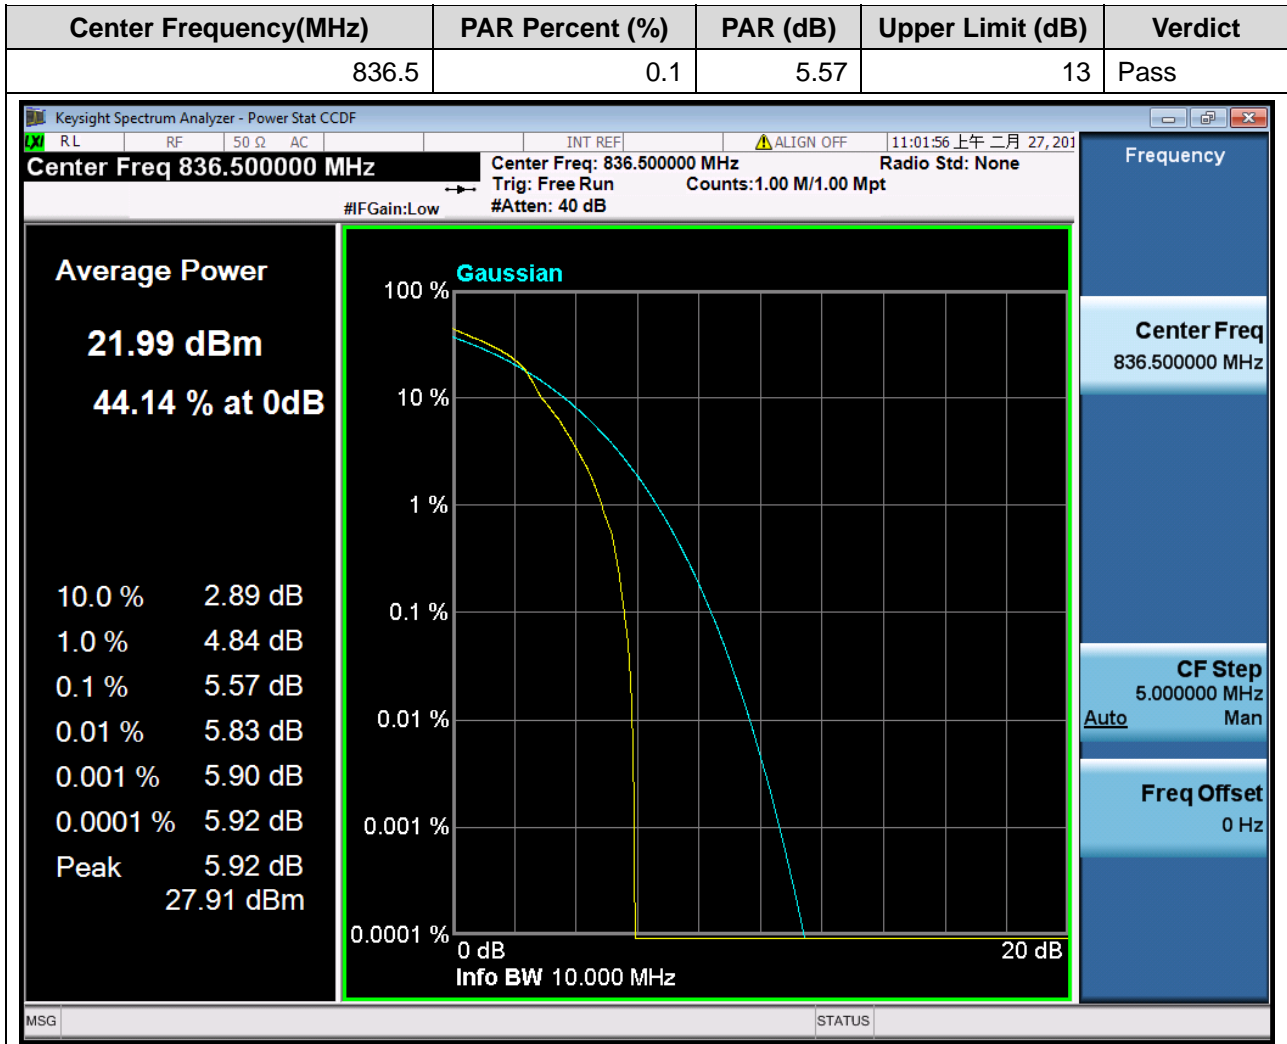 Center Frequency(MHz) PAR Percent (%) PAR (dB) Upper Limit (dB) Verdict
836.5 0.1 5.57 13 Pass
Keysight Spectrum Analyzer - Power Stat CCDF
LXI RL RF 50 Ω AC INT REF ALIGN OFF 11:01:56 上午 二月 27, 201
Center Freq 836.500000 MHz
Center Freq: 836.500000 MHz Radio Std: None
Trig: Free Run Counts:1.00 M/1.00 Mpt
#IFGain:Low #Atten: 40 dB
Frequency
Average Power
21.99 dBm
44.14 % at 0dB
10.0 % 2.89 dB
1.0 % 4.84 dB
0.1 % 5.57 dB
0.01 % 5.83 dB
0.001 % 5.90 dB
0.0001 % 5.92 dB
Peak 5.92 dB
27.91 dBm
Gaussian
100 %
10 %
1 %
0.1 %
0.01 %
0.001 %
0.0001 %
0 dB 20 dB
Info BW 10.000 MHz
Center Freq
836.500000 MHz
CF Step
5.000000 MHz
Auto Man
Freq Offset
0 Hz
MSG STATUS